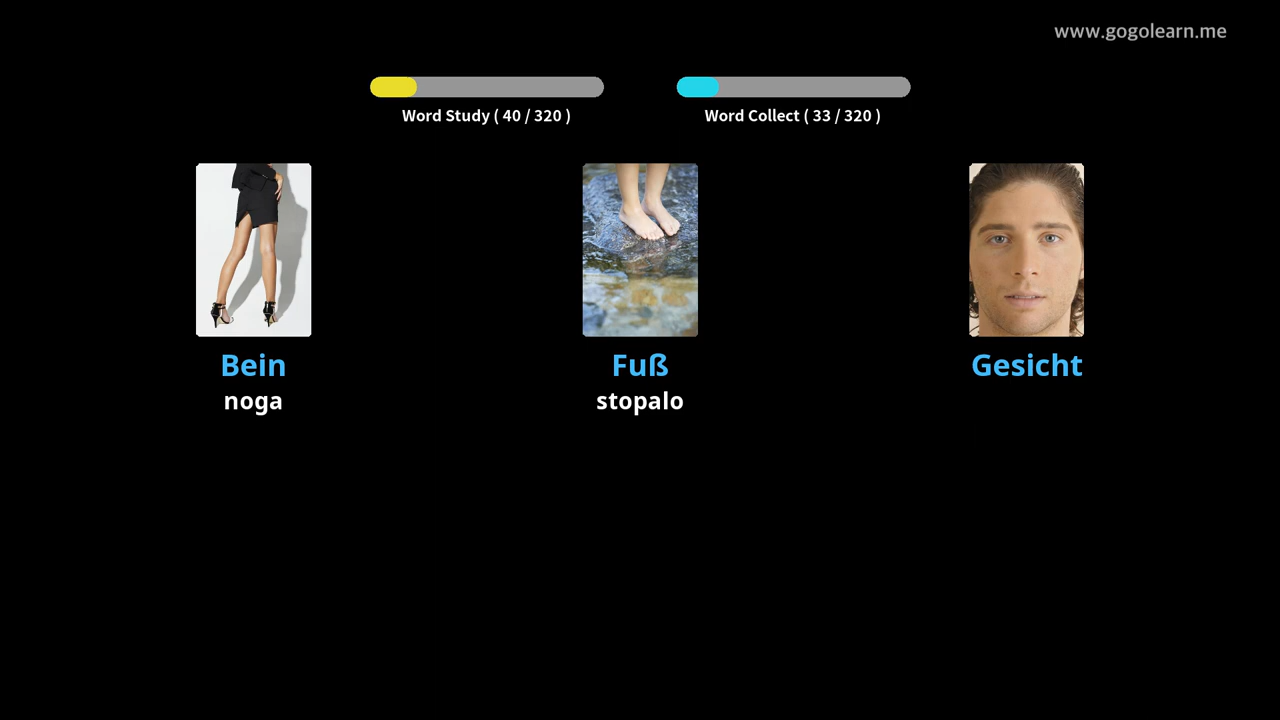 www.gogolearn.me
Word Study ( 40 / 320 )
Word Collect ( 33 / 320 )
Bein
Fuß
Gesicht
noga
stopalo